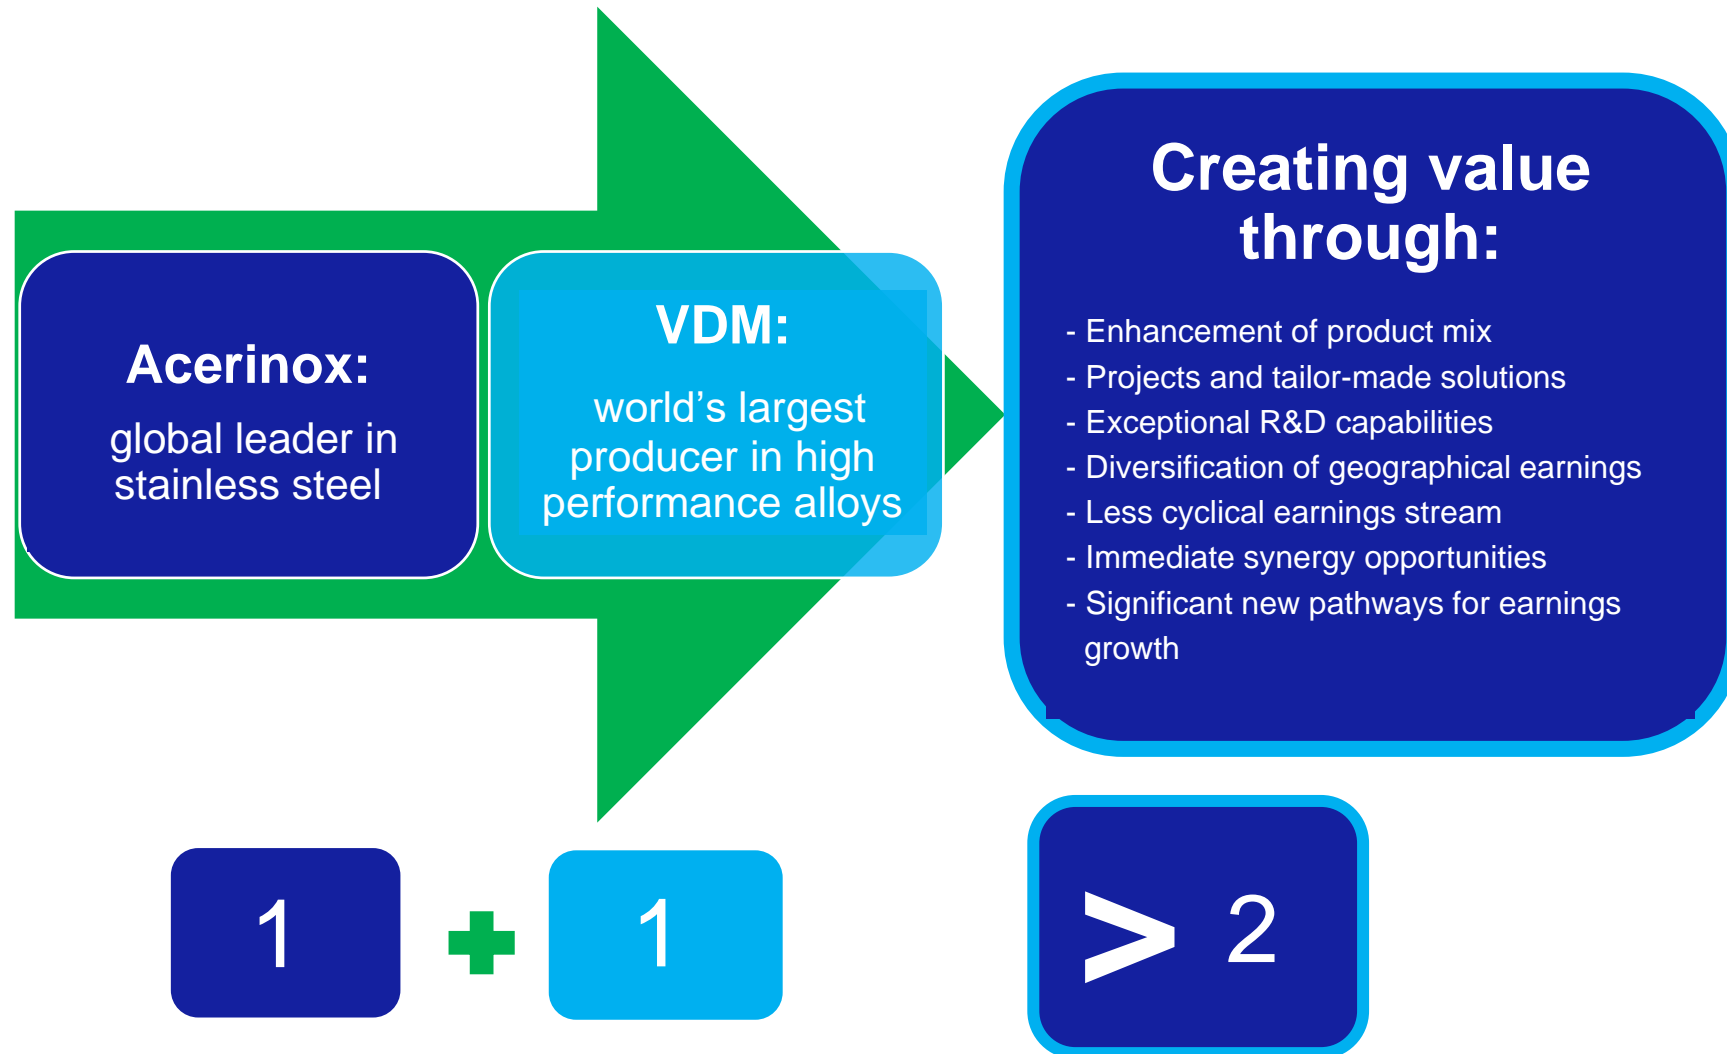 Acerinox:
global leader in
stainless steel
VDM:
world’s largest
producer in high
performance alloys
Creating value
through:
- Enhancement of product mix
- Projects and tailor-made solutions
- Exceptional R&D capabilities
- Diversification of geographical earnings
- Less cyclical earnings stream
- Immediate synergy opportunities
- Significant new pathways for earnings
growth
1 + 1 > 2